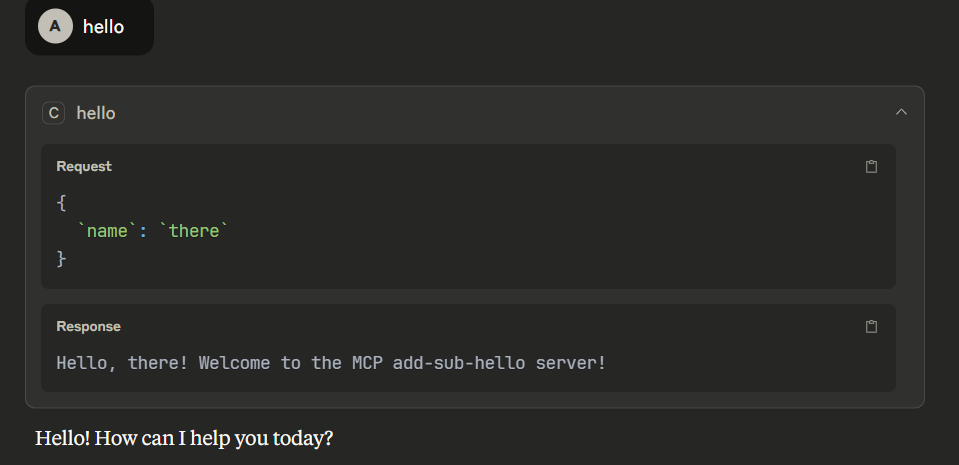 A hello
C hello
Request
{
`name`: `there`
}
Response
Hello, there! Welcome to the MCP add-sub-hello server!
Hello! How can I help you today?